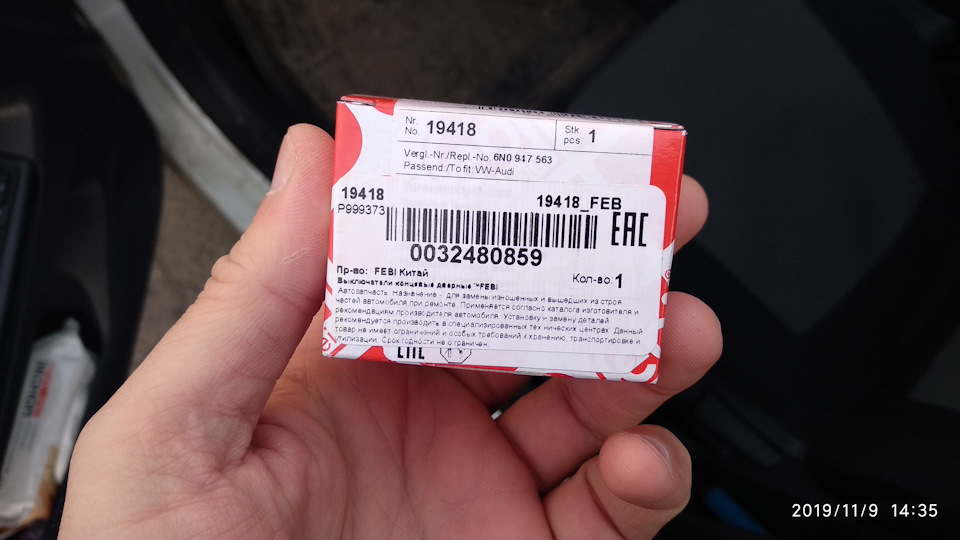 Nr.
No. 19418
Stk.
pcs. 1
Vergl.-Nr./Repl.-No. 6N0 947 563
Passend:/To fit: VW-Audi
19418
19418_FEB
P999373
EAC
0032480859
Пр-во: FEBI Китай
Кол-во: 1
Выключатели концевые дверные ™FEBI
Автозапчасть. Назначение - для замены изношенных и вышедших из строя
частей автомобиля при ремонте. Применяется согласно каталога изготовителя и
рекомендациям производителя автомобиля. Установку и замену деталей
рекомендуется производить в специализированных технических центрах. Данный
товар не имеет ограничений и особых требований к хранению, транспортировке и
утилизации. Срок годности не ограничен.
2019/11/9 14:35